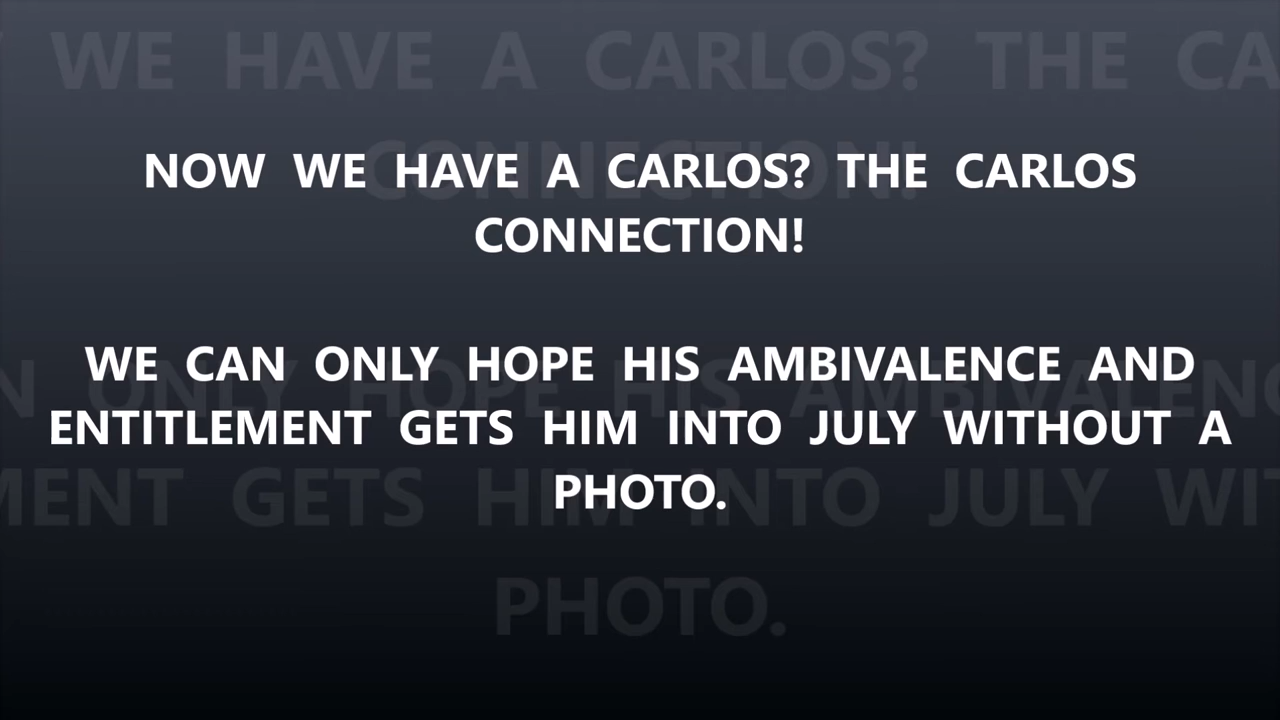 NOW WE HAVE A CARLOS? THE CARLOS
CONNECTION!
WE CAN ONLY HOPE HIS AMBIVALENCE AND
ENTITLEMENT GETS HIM INTO JULY WITHOUT A
PHOTO.